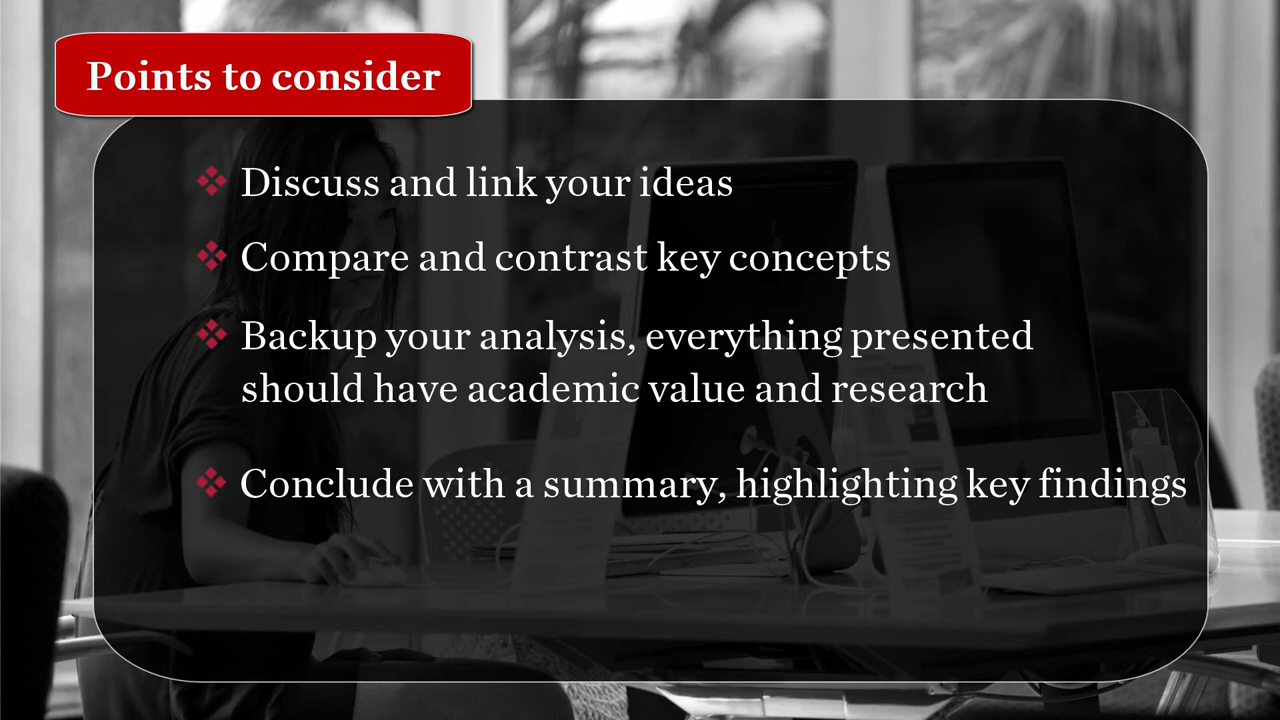 Points to consider
Discuss and link your ideas
Compare and contrast key concepts
Backup your analysis, everything presented
should have academic value and research
Conclude with a summary, highlighting key findings